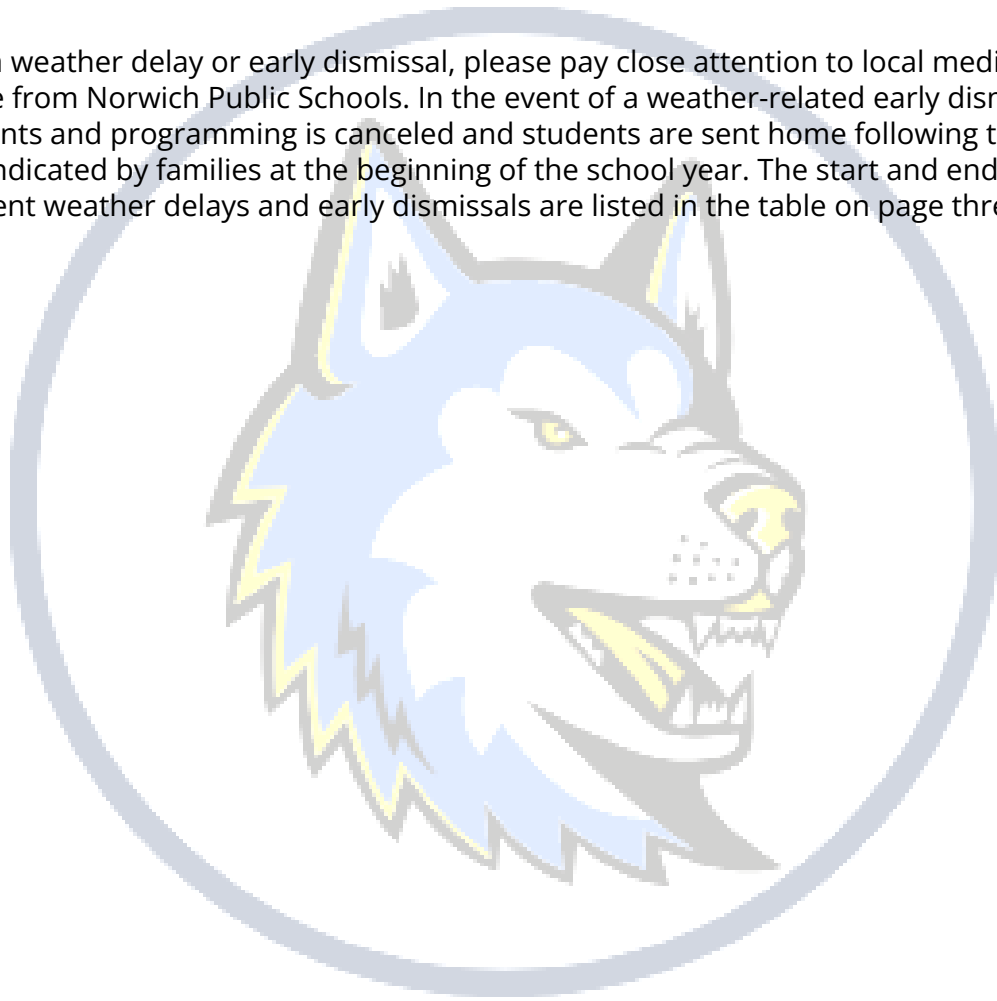 weather delay or early dismissal, please pay close attention to local medi
from Norwich Public Schools. In the event of a weather-related early dism
nts and programming is canceled and students are sent home following t
ndicated by families at the beginning of the school year. The start and end
ent weather delays and early dismissals are listed in the table on page thre